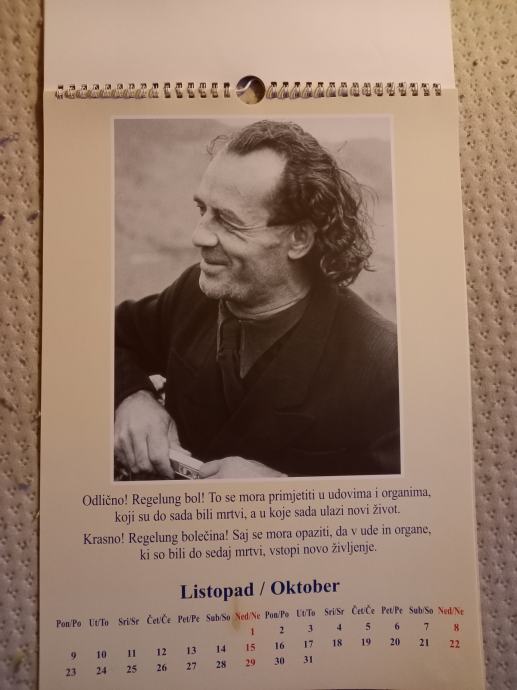 Odlično! Regelung bol! To se mora primjetiti u udovima i organima,
koji su do sada bili mrtvi, a u koje sada ulazi novi život.
Krasno! Regelung bolečina! Saj se mora opaziti, da v ude in organe,
ki so bili do sedaj mrtvi, vstopi novo življenje.
Listopad / Oktober
Pon/Po Ut/To Sri/Sr Čet/Če Pet/Pe Sub/So Ned/Ne Pon/Po Ut/To Sri/Sr Čet/Če Pet/Pe Sub/So Ned/Ne
1 2 3 4 5 6 7 8
9 10 11 12 13 14 15 16 17 18 19 20 21 22
23 24 25 26 27 28 29 30 31